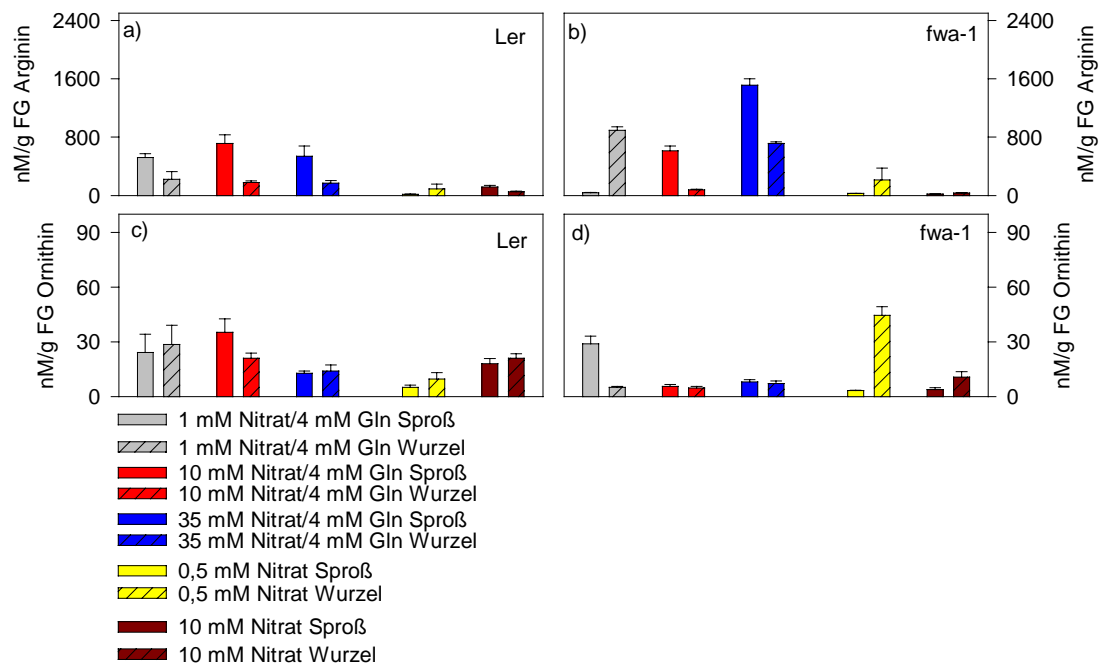 a)
Ler
2400
1600
800
0
nM/g FG Arginin
b)
fwa-1
2400
1600
800
0
nM/g FG Arginin
c)
Ler
90
60
30
0
nM/g FG Ornithin
d)
fwa-1
90
60
30
0
nM/g FG Ornithin
1 mM Nitrat/4 mM Gln Sproß
1 mM Nitrat/4 mM Gln Wurzel
10 mM Nitrat/4 mM Gln Sproß
10 mM Nitrat/4 mM Gln Wurzel
35 mM Nitrat/4 mM Gln Sproß
35 mM Nitrat/4 mM Gln Wurzel
0,5 mM Nitrat Sproß
0,5 mM Nitrat Wurzel
10 mM Nitrat Sproß
10 mM Nitrat Wurzel